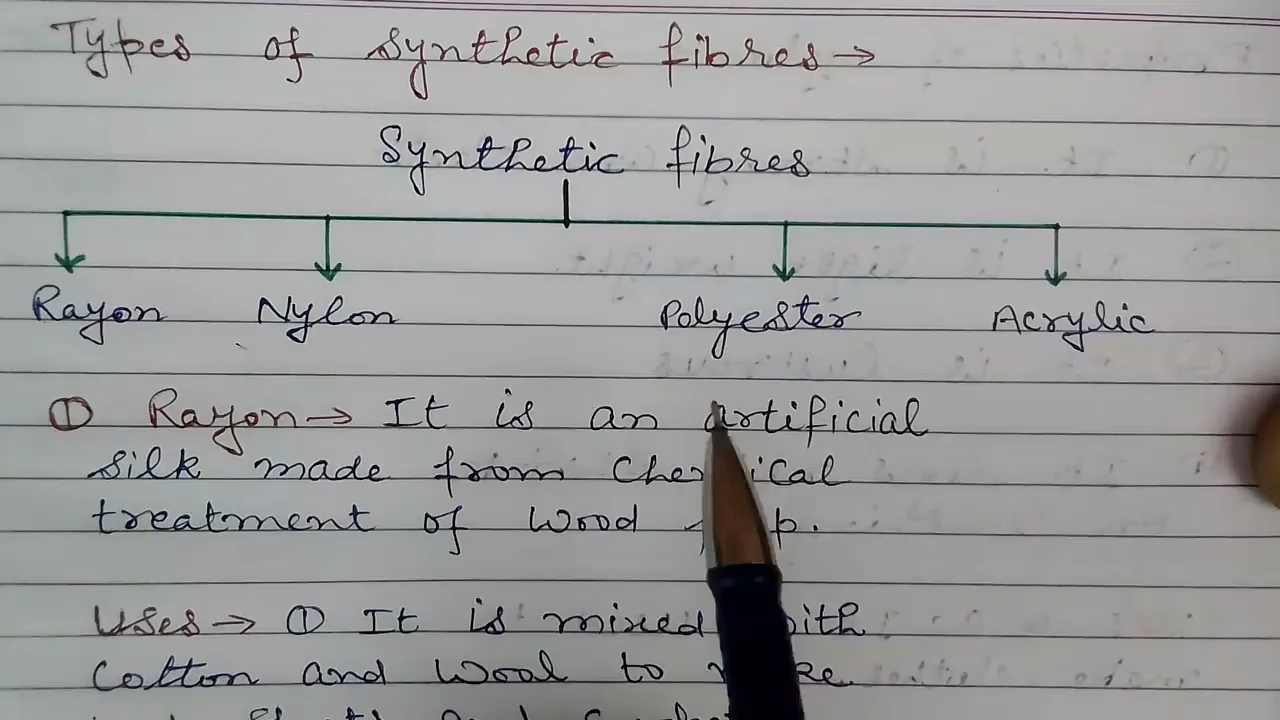 Types of Synthetic fibres→
Synthetic fibres
Rayon Nylon Polyester Acrylic
① Rayon→ It is an artificial
silk made from Chemical
treatment of Wood
Uses→ ① It is mixed with
Cotton and Wool to